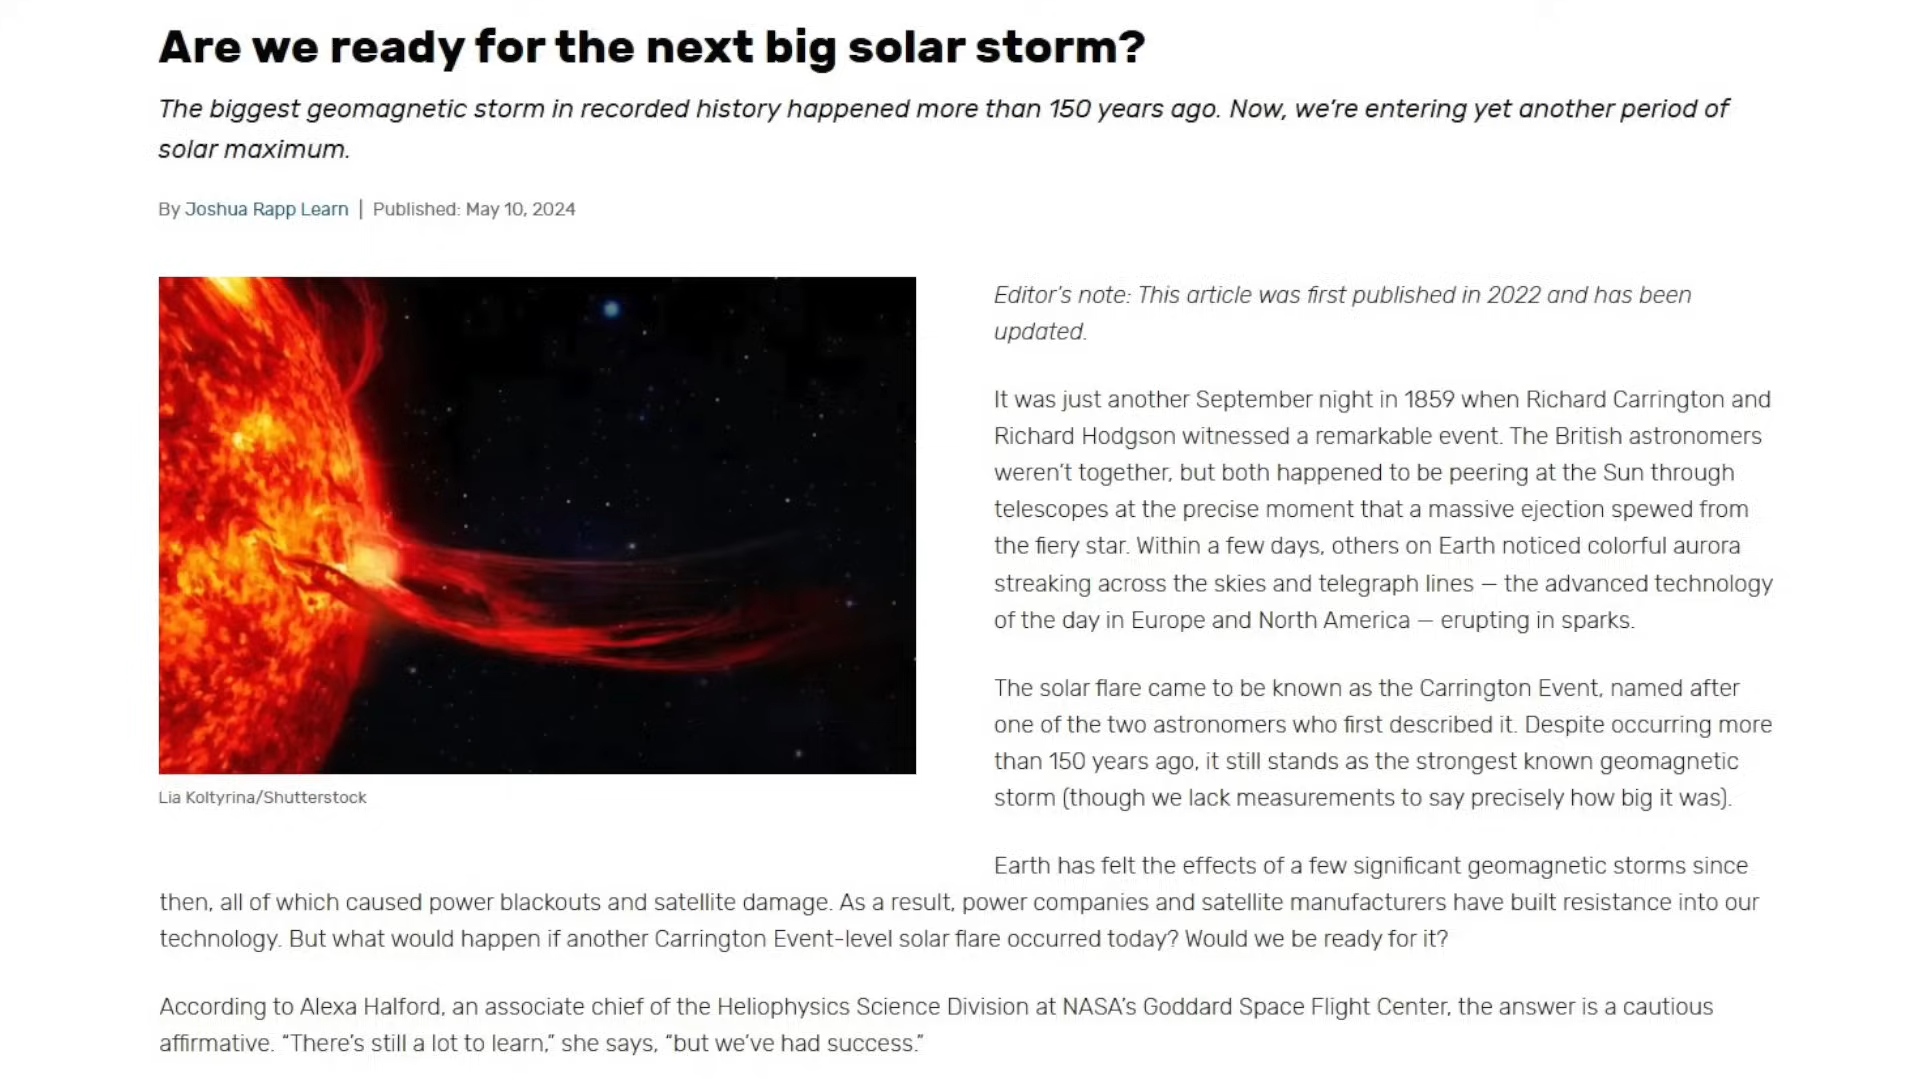 Are we ready for the next big solar storm?
The biggest geomagnetic storm in recorded history happened more than 150 years ago. Now, we’re entering yet another period of
solar maximum.
By Joshua Rapp Learn | Published: May 10, 2024
Lia Koltyrina/Shutterstock
Editor’s note: This article was first published in 2022 and has been
updated.
It was just another September night in 1859 when Richard Carrington and
Richard Hodgson witnessed a remarkable event. The British astronomers
weren’t together, but both happened to be peering at the Sun through
telescopes at the precise moment that a massive ejection spewed from
the fiery star. Within a few days, others on Earth noticed colorful aurora
streaking across the skies and telegraph lines — the advanced technology
of the day in Europe and North America — erupting in sparks.
The solar flare came to be known as the Carrington Event, named after
one of the two astronomers who first described it. Despite occurring more
than 150 years ago, it still stands as the strongest known geomagnetic
storm (though we lack measurements to say precisely how big it was).
Earth has felt the effects of a few significant geomagnetic storms since
then, all of which caused power blackouts and satellite damage. As a result, power companies and satellite manufacturers have built resistance into our
technology. But what would happen if another Carrington Event-level solar flare occurred today? Would we be ready for it?
According to Alexa Halford, an associate chief of the Heliophysics Science Division at NASA’s Goddard Space Flight Center, the answer is a cautious
affirmative. “There’s still a lot to learn,” she says, “but we’ve had success.”